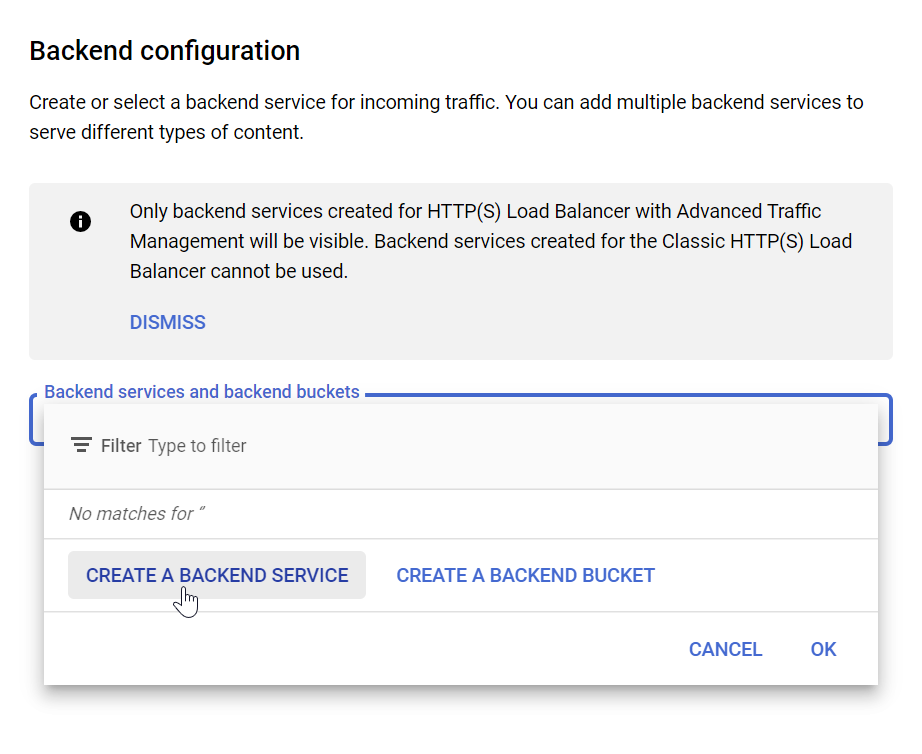 Backend configuration
Create or select a backend service for incoming traffic. You can add multiple backend services to
serve different types of content.
Only backend services created for HTTP(S) Load Balancer with Advanced Traffic
Management will be visible. Backend services created for the Classic HTTP(S) Load
Balancer cannot be used.
DISMISS
Backend services and backend buckets
Filter Type to filter
No matches for “
CREATE A BACKEND SERVICE CREATE A BACKEND BUCKET
CANCEL OK